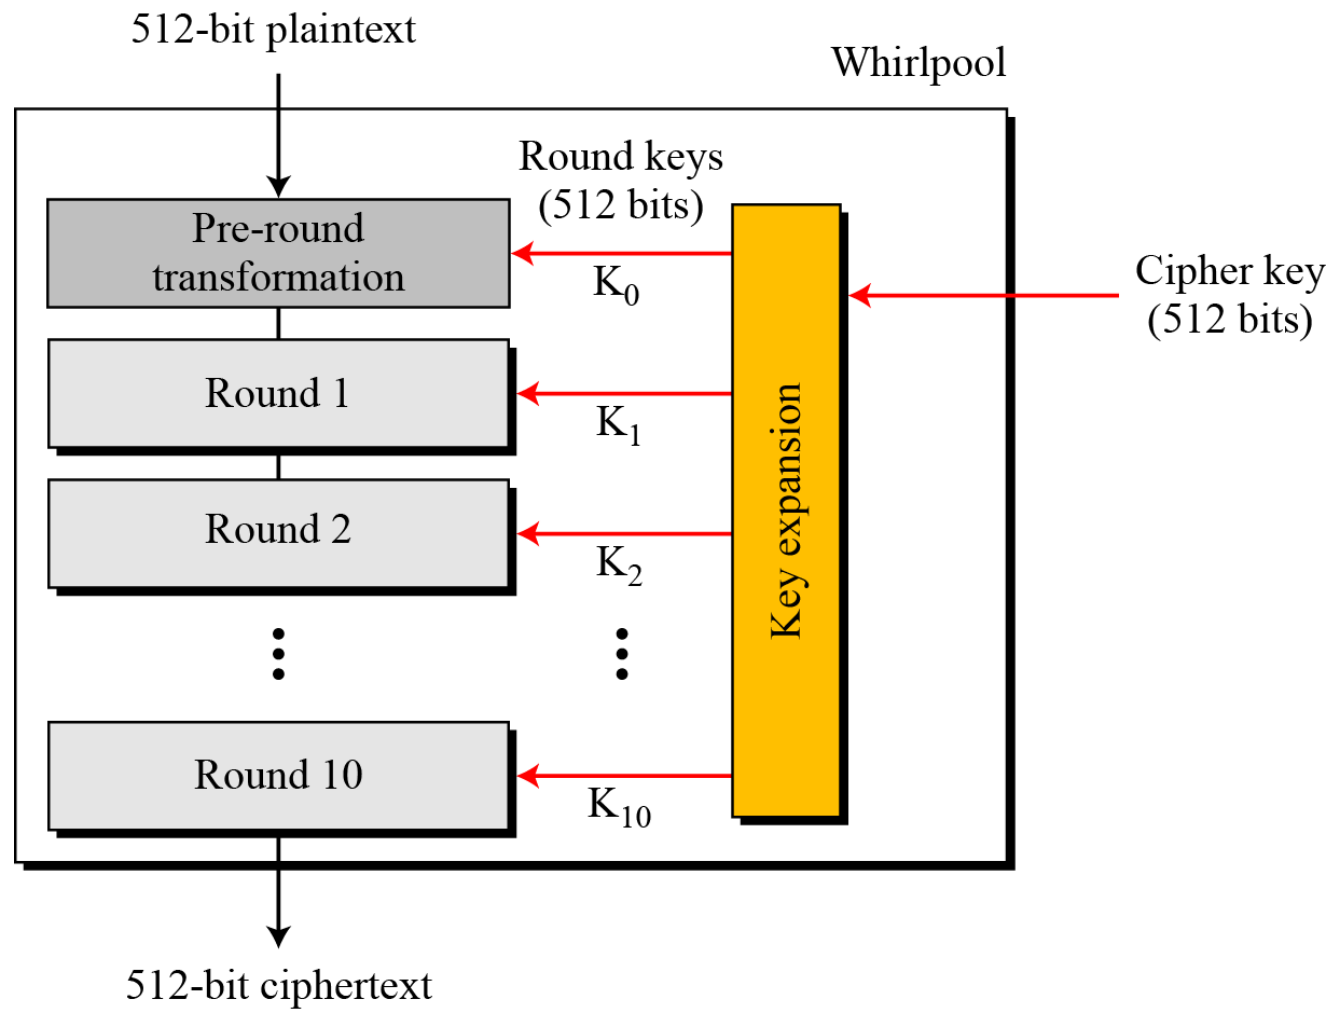 512-bit plaintext
Whirlpool
Round keys
(512 bits)
Pre-round
transformation
K₀
Cipher key
(512 bits)
Round 1
K₁
Key expansion
Round 2
K₂
Round 10
K₁₀
512-bit ciphertext